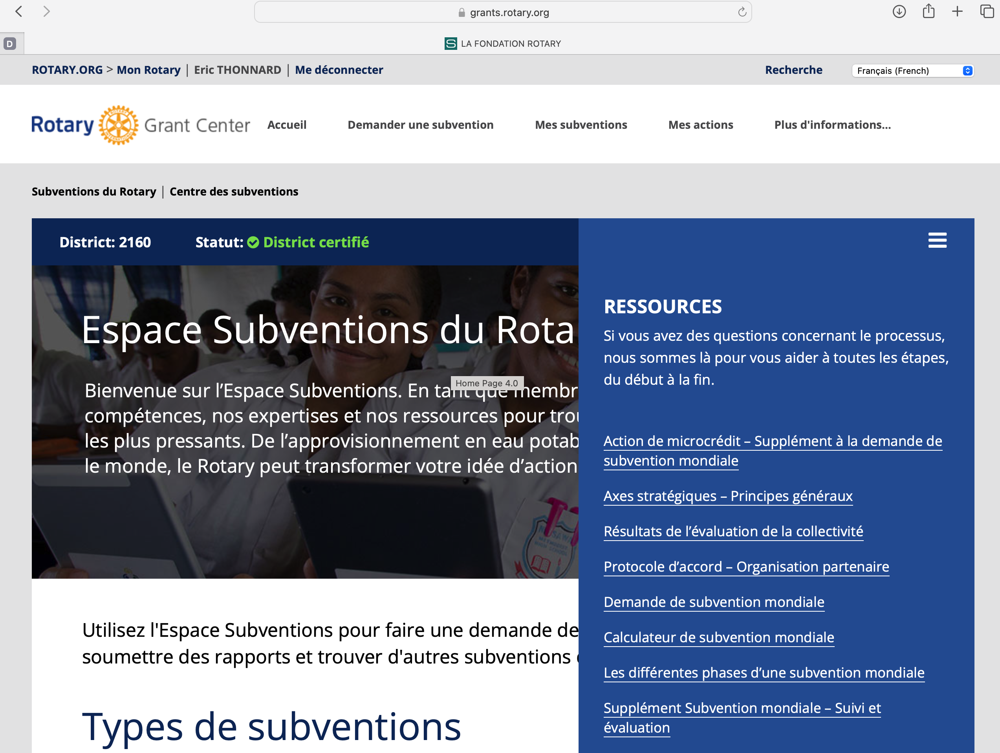 grants.rotary.org
D
S LA FONDATION ROTARY
ROTARY.ORG > Mon Rotary | Eric THONNARD | Me déconnecter
Recherche
Français (French)
Rotary Grant Center
ROTARY
INTERNATIONAL
Accueil
Demander une subvention
Mes subventions
Mes actions
Plus d'informations...
Subventions du Rotary | Centre des subventions
District: 2160
Statut: District certifié
Espace Subventions du Rota
Bienvenue sur l’Espace Subventions. En tant que membr
compétences, nos expertises et nos ressources pour trou
les plus pressants. De l’approvisionnement en eau potab
le monde, le Rotary peut transformer votre idée d’action
Home Page 4.0
METHODIST
HIGH SCHOOL
Utilisez l'Espace Subventions pour faire une demande de
soumettre des rapports et trouver d'autres subventions
Types de subventions
RESSOURCES
Si vous avez des questions concernant le processus,
nous sommes là pour vous aider à toutes les étapes,
du début à la fin.
Action de microcrédit – Supplément à la demande de
subvention mondiale
Axes stratégiques – Principes généraux
Résultats de l’évaluation de la collectivité
Protocole d’accord – Organisation partenaire
Demande de subvention mondiale
Calculateur de subvention mondiale
Les différentes phases d’une subvention mondiale
Supplément Subvention mondiale – Suivi et
évaluation